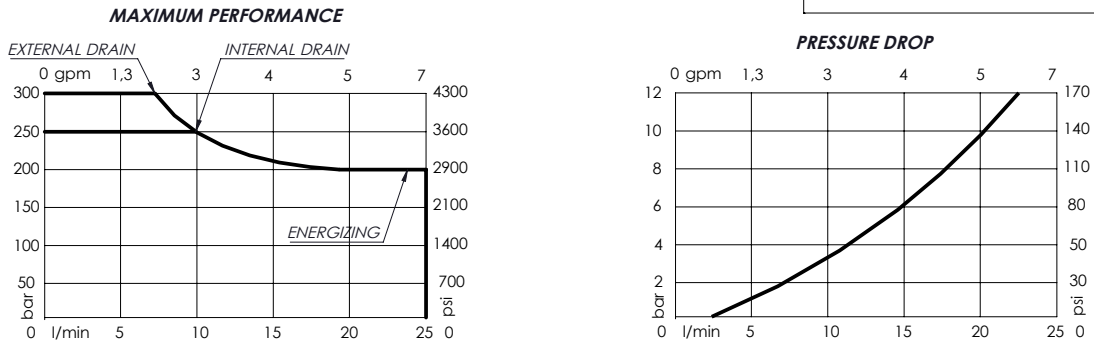 MAXIMUM PERFORMANCE
EXTERNAL DRAIN
INTERNAL DRAIN
0 gpm 1,3 3 4 5 7
300 4300
250 3600
200 2900
150 2100
ENERGIZING
100 1400
50 700
bar psi
0 l/min 5 10 15 20 25 0
PRESSURE DROP
0 gpm 1,3 3 4 5 7
12 170
10 140
8 110
6 80
4 50
2 30
bar psi
0 l/min 5 10 15 20 25 0